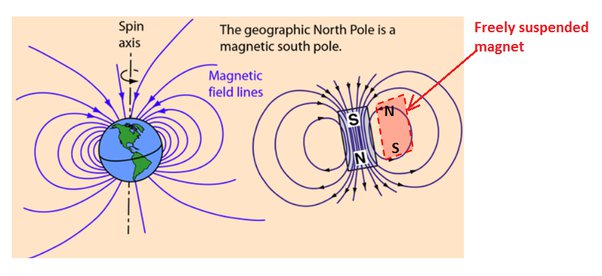 Spin
axis
The geographic North Pole is a
magnetic south pole.
Magnetic
field lines
Freely suspended
magnet
S
N
N
S